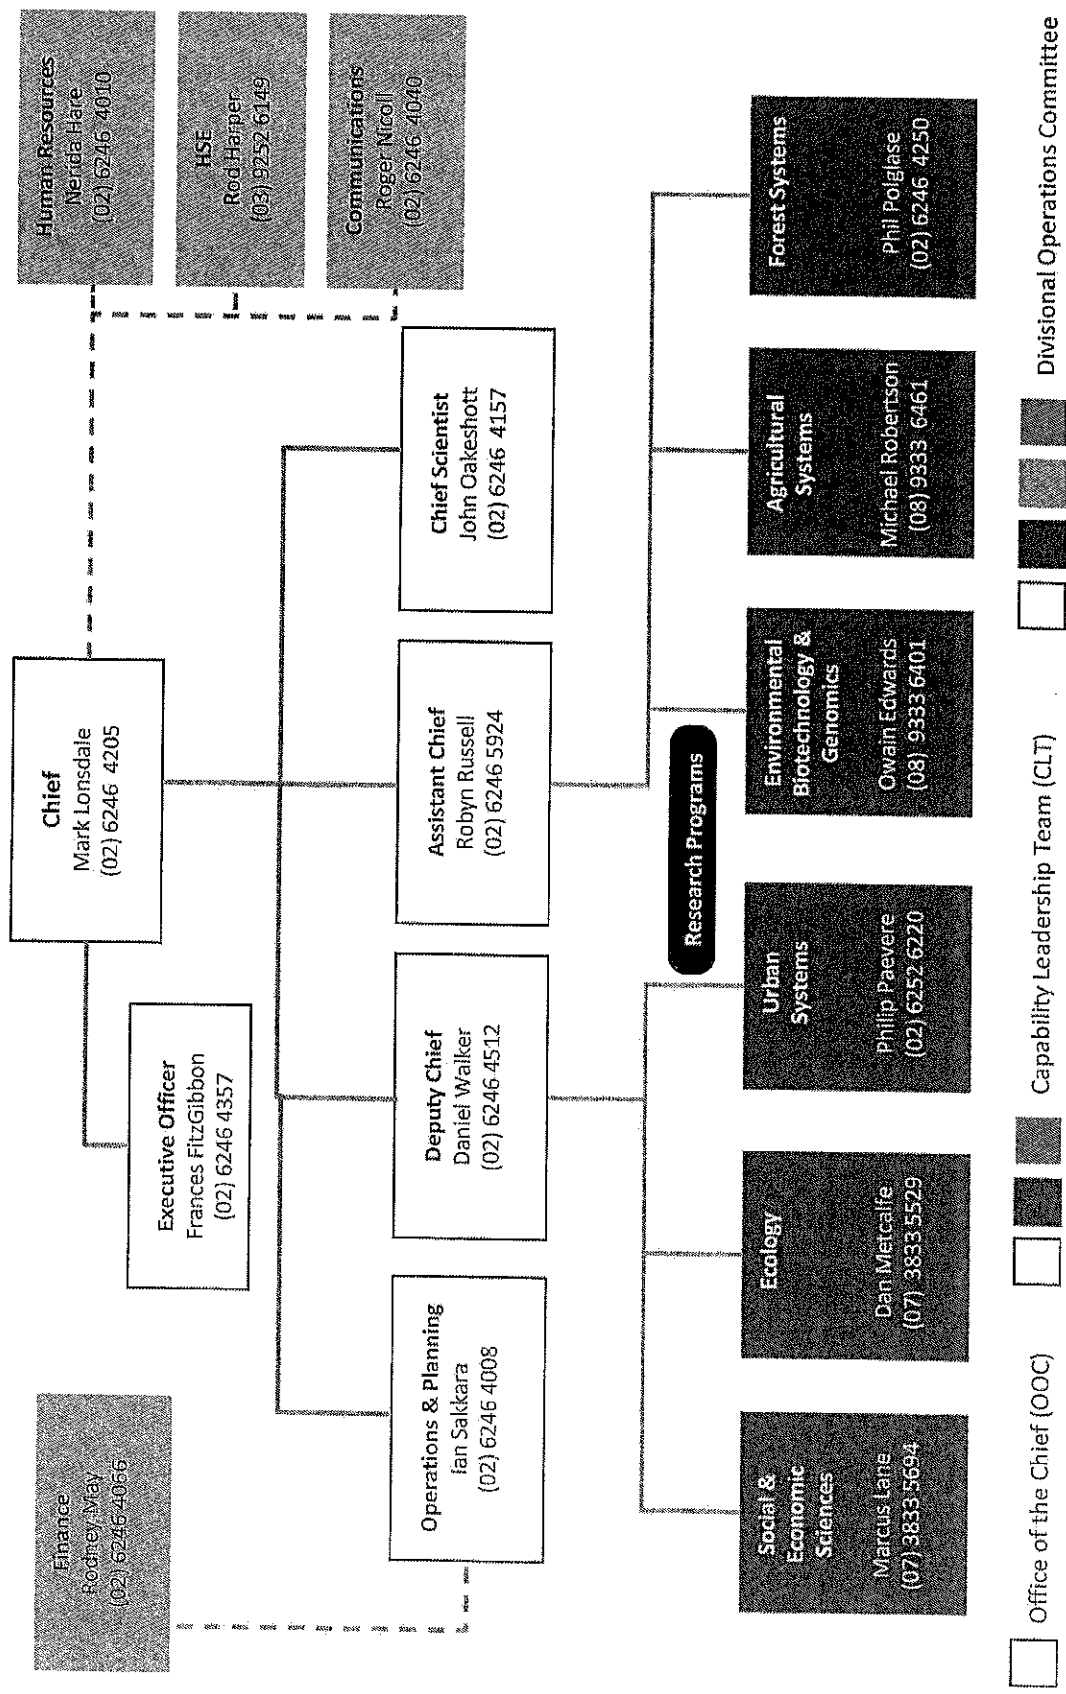 Chief
Mark Lonsdale
(02) 6246 4205
Executive Officer
Frances FitzGibbon
(02) 6246 4357
Finance
Rodney May
(02) 6246 4066
Human Resources
Nerida Hare
(02) 6246 4010
HSE
Rod Harper
(03) 9252 6149
Communications
Roger Nicoll
(02) 6246 4040
Operations & Planning
Ian Sakkara
(02) 6246 4008
Deputy Chief
Daniel Walker
(02) 6246 4512
Assistant Chief
Robyn Russell
(02) 6246 5924
Chief Scientist
John Oakeshott
(02) 6246 4157
Research Programs
Social &
Economic
Sciences
Marcus Lane
(07) 3833 5694
Ecology
Dan Metcalfe
(07) 3833 5529
Urban
Systems
Philip Paevere
(02) 6252 6220
Environmental
Biotechnology &
Genomics
Owain Edwards
(08) 9333 6401
Agricultural
Systems
Michael Robertson
(08) 9333 6461
Forest Systems
Phil Polglase
(02) 6246 4250
Office of the Chief (OOC)
Capability Leadership Team (CLT)
Divisional Operations Committee